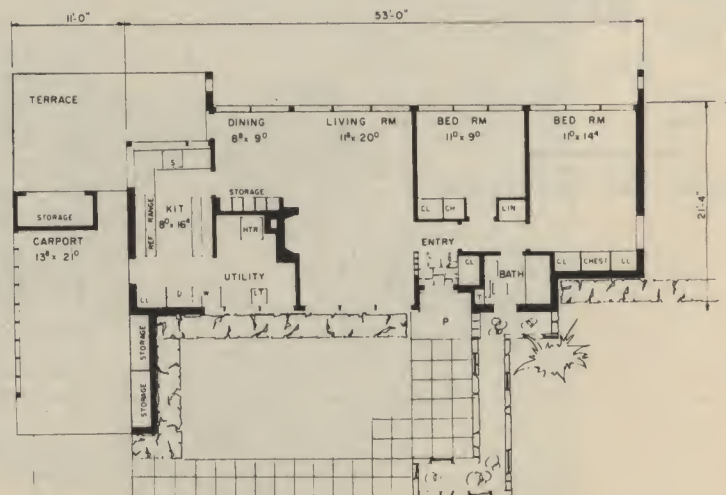 11'-0"
53'-0"
TERRACE
DINING
8⁸ x 9⁰
LIVING RM
11⁸ x 20⁰
BED RM
11⁰ x 9⁰
BED RM
11⁰ x 14⁴
S
STORAGE
REF RANGE
KIT
8⁰ x 16⁴
STORAGE
HTR
CL
CH
LIN
21'-4"
CARPORT
13⁸ x 21⁰
ENTRY
CL
CL
CHEST
CL
UTILITY
BATH
CL
D
W
LT
P
STORAGE
STORAGE